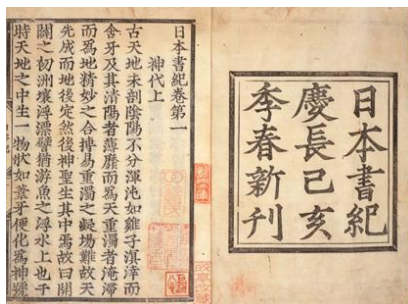 日本書紀
慶長己亥
季春新刊
日本書紀卷第一
神代上
古天地未剖陰陽不分渾沌如雞子溟涬而
含牙及其清陽者薄靡而爲天重濁者淹滯
而爲地精妙之合摶易重濁之凝場難故天
先成而地後定然後神聖生其中焉故曰開
闢之初洲壤浮漂譬猶游魚之浮水上也于
時天地之中生一物狀如葦牙便化爲神號